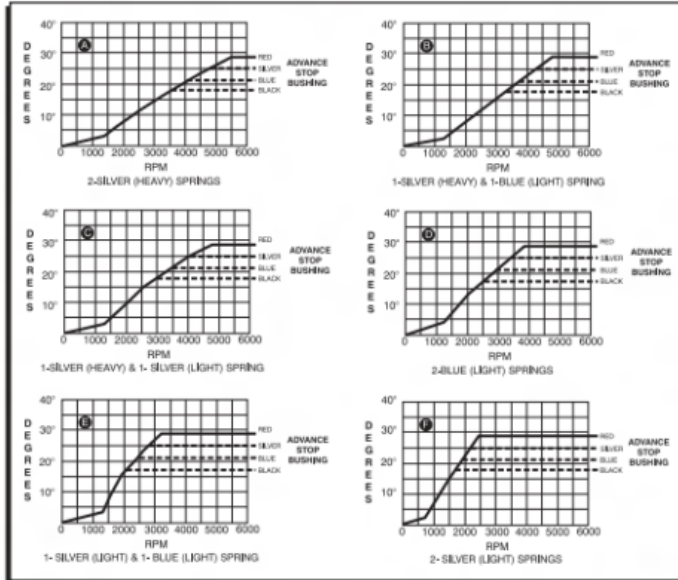 A
DEGREES
40°
30°
20°
10°
0 1000 2000 3000 4000 5000 6000
RED
SILVER
BLUE
BLACK
ADVANCE
STOP
BUSHING
RPM
2-SILVER (HEAVY) SPRINGS
B
DEGREES
40°
30°
20°
10°
0 1000 2000 3000 4000 5000 6000
RED
SILVER
BLUE
BLACK
ADVANCE
STOP
BUSHING
RPM
1-SILVER (HEAVY) & 1-BLUE (LIGHT) SPRING
C
DEGREES
40°
30°
20°
10°
0 1000 2000 3000 4000 5000 6000
RED
SILVER
BLUE
BLACK
ADVANCE
STOP
BUSHING
RPM
1-SILVER (HEAVY) & 1- SILVER (LIGHT) SPRING
D
DEGREES
40°
30°
20°
10°
0 1000 2000 3000 4000 5000 6000
RED
SILVER
BLUE
BLACK
ADVANCE
STOP
BUSHING
RPM
2-BLUE (LIGHT) SPRINGS
E
DEGREES
40°
30°
20°
10°
0 1000 2000 3000 4000 5000 6000
RED
SILVER
BLUE
BLACK
ADVANCE
STOP
BUSHING
RPM
1- SILVER (LIGHT) & 1- BLUE (LIGHT) SPRING
F
DEGREES
40°
30°
20°
10°
0 1000 2000 3000 4000 5000 6000
RED
SILVER
BLUE
BLACK
ADVANCE
STOP
BUSHING
RPM
2- SILVER (LIGHT) SPRINGS